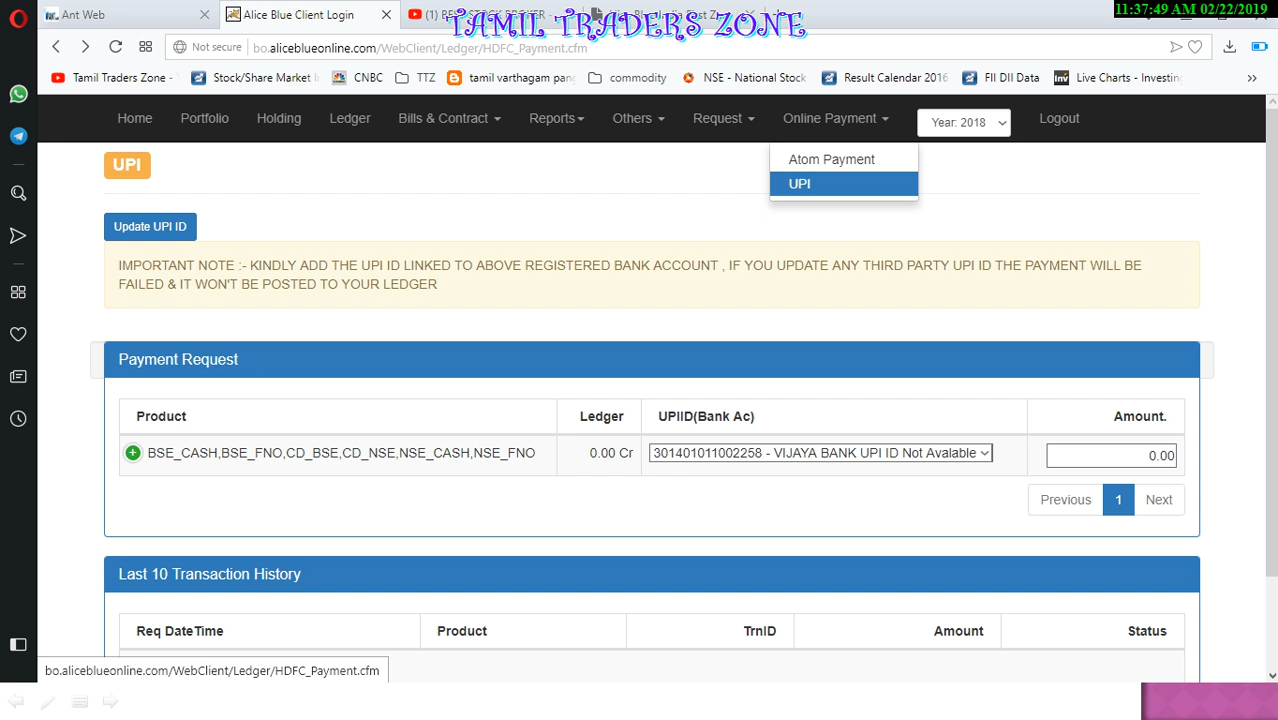 11:37:49 AM 02/22/2019
Ant Web
Alice Blue Client Login
TAMIL TRADERS ZONE
Not secure
bo.aliceblueonline.com/WebClient/Ledger/HDFC_Payment.cfm
Tamil Traders Zone -
Stock/Share Market I
CNBC
TTZ
tamil varthagam pan
commodity
NSE - National Stock
Result Calendar 2016
FII DII Data
Live Charts - Investin
Home
Portfolio
Holding
Ledger
Bills & Contract
Reports
Others
Request
Online Payment
Year: 2018
Logout
Atom Payment
UPI
UPI
Update UPI ID
IMPORTANT NOTE :- KINDLY ADD THE UPI ID LINKED TO ABOVE REGISTERED BANK ACCOUNT , IF YOU UPDATE ANY THIRD PARTY UPI ID THE PAYMENT WILL BE
FAILED & IT WON'T BE POSTED TO YOUR LEDGER
Payment Request
Product Ledger UPIID(Bank Ac) Amount.
BSE_CASH,BSE_FNO,CD_BSE,CD_NSE,NSE_CASH,NSE_FNO 0.00 Cr 301401011002258 - VIJAYA BANK UPI ID Not Avalable 0.00
Previous 1 Next
Last 10 Transaction History
Req DateTime Product TrnID Amount Status
bo.aliceblueonline.com/WebClient/Ledger/HDFC_Payment.cfm